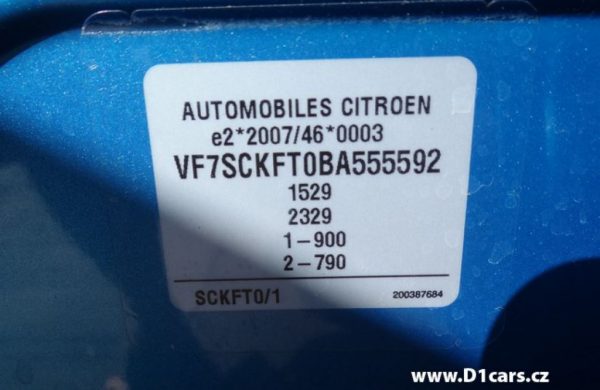 AUTOMOBILES CITROEN
e2*2007/46*0003
VF7SCKFT0BA555592
1529
2329
1-900
2-790
SCKFT0/1 200387684
www.D1cars.cz